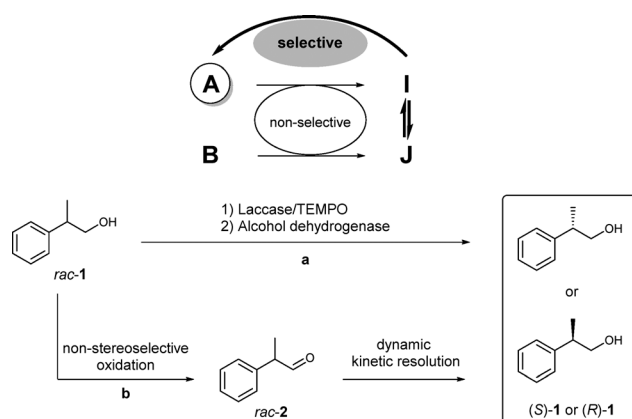 selective
A
I
non-selective
B
J
OH
rac-1
1) Laccase/TEMPO
2) Alcohol dehydrogenase
a
OH
or
OH
(S)-1 or (R)-1
non-stereoselective
oxidation
b
O
rac-2
dynamic
kinetic resolution